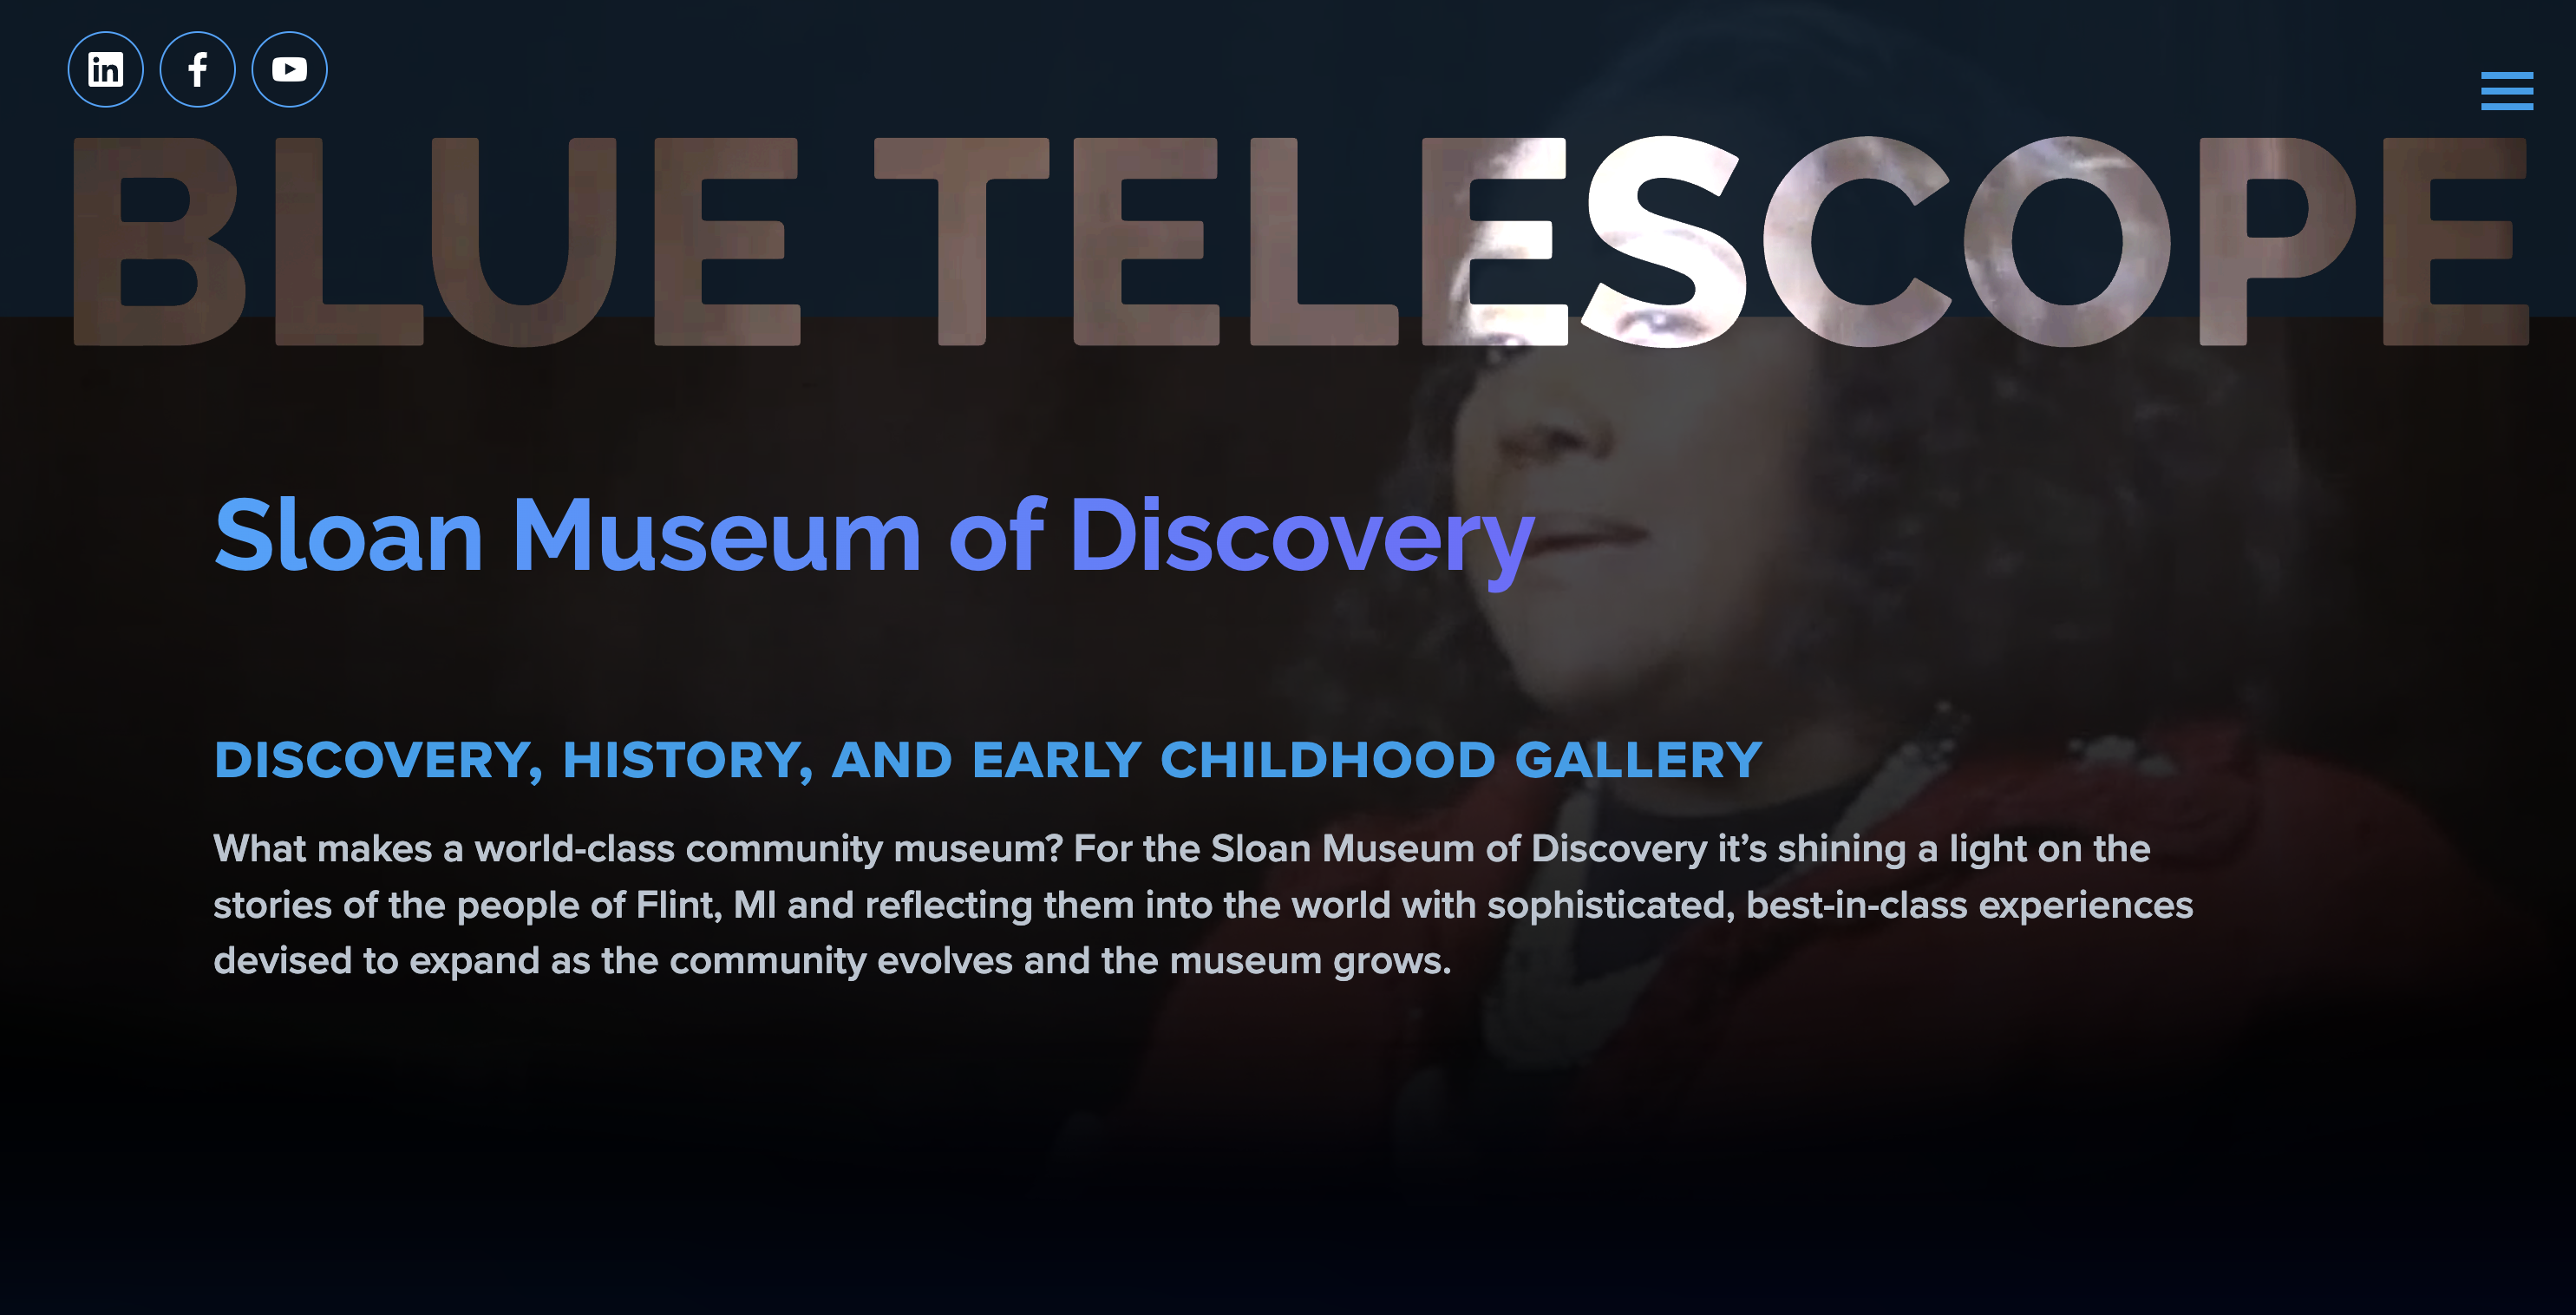 BLUE TELESCOPE
Sloan Museum of Discovery
DISCOVERY, HISTORY, AND EARLY CHILDHOOD GALLERY
What makes a world-class community museum? For the Sloan Museum of Discovery it’s shining a light on the
stories of the people of Flint, MI and reflecting them into the world with sophisticated, best-in-class experiences
devised to expand as the community evolves and the museum grows.